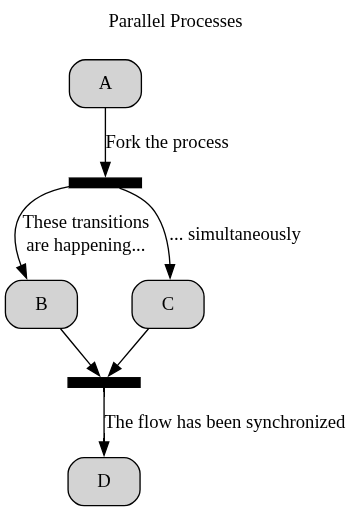 Parallel Processes
A
Fork the process
These transitions
are happening...
... simultaneously
B
C
The flow has been synchronized
D